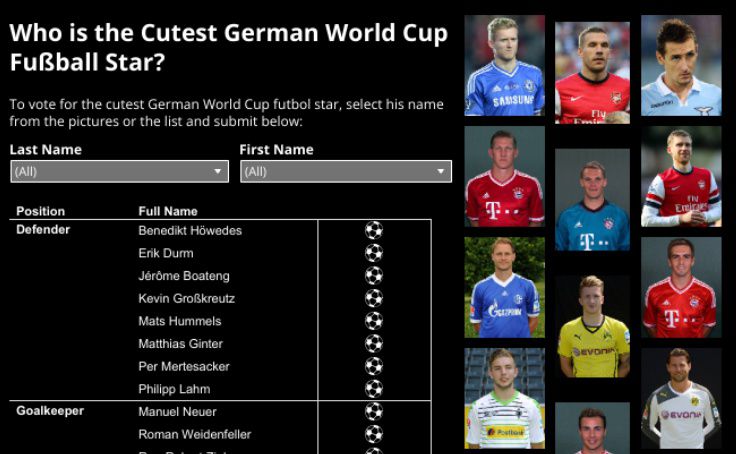 Who is the Cutest German World Cup
Fußball Star?
To vote for the cutest German World Cup futbol star, select his name
from the pictures or the list and submit below:
Last Name First Name
(All) (All)
Position Full Name
Defender Benedikt Höwedes
Erik Durm
Jérôme Boateng
Kevin Großkreutz
Mats Hummels
Matthias Ginter
Per Mertesacker
Philipp Lahm
Goalkeeper Manuel Neuer
Roman Weidenfeller
SAMSUNG
Fly
Emirates
Fly
Emirates
GAZPROM
EVONIK
Postbank
EVONIK